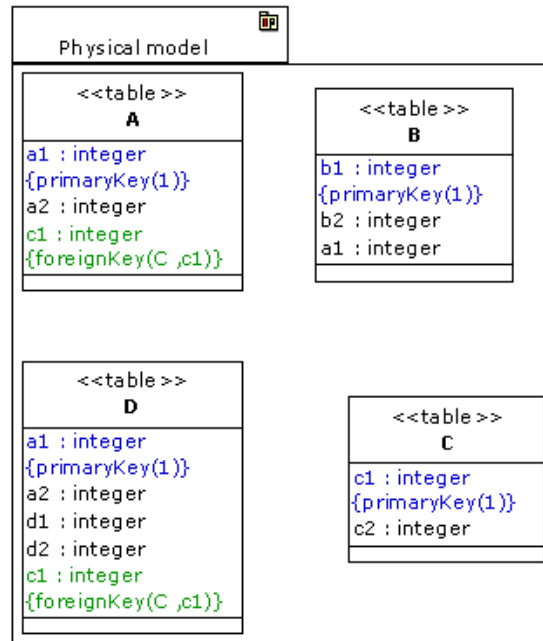 Physical model
<<table>>
A
a1 : integer
{primaryKey(1)}
a2 : integer
c1 : integer
{foreignKey(C ,c1)}
<<table>>
B
b1 : integer
{primaryKey(1)}
b2 : integer
a1 : integer
<<table>>
D
a1 : integer
{primaryKey(1)}
a2 : integer
d1 : integer
d2 : integer
c1 : integer
{foreignKey(C ,c1)}
<<table>>
C
c1 : integer
{primaryKey(1)}
c2 : integer